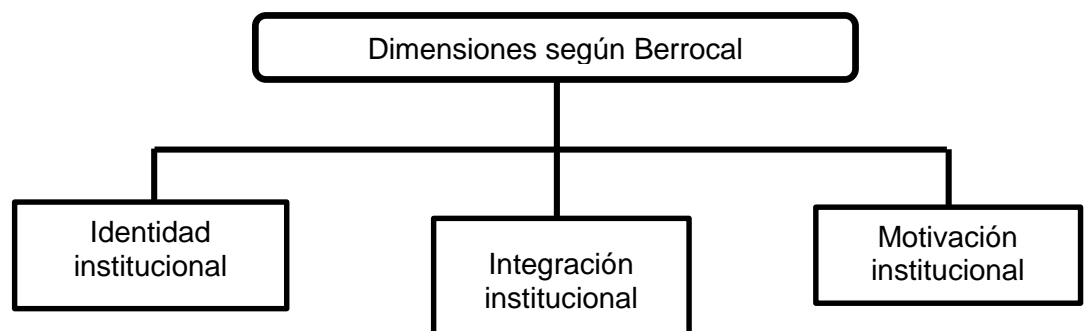 Dimensiones según Berrocal
Identidad
institucional
Integración
institucional
Motivación
institucional